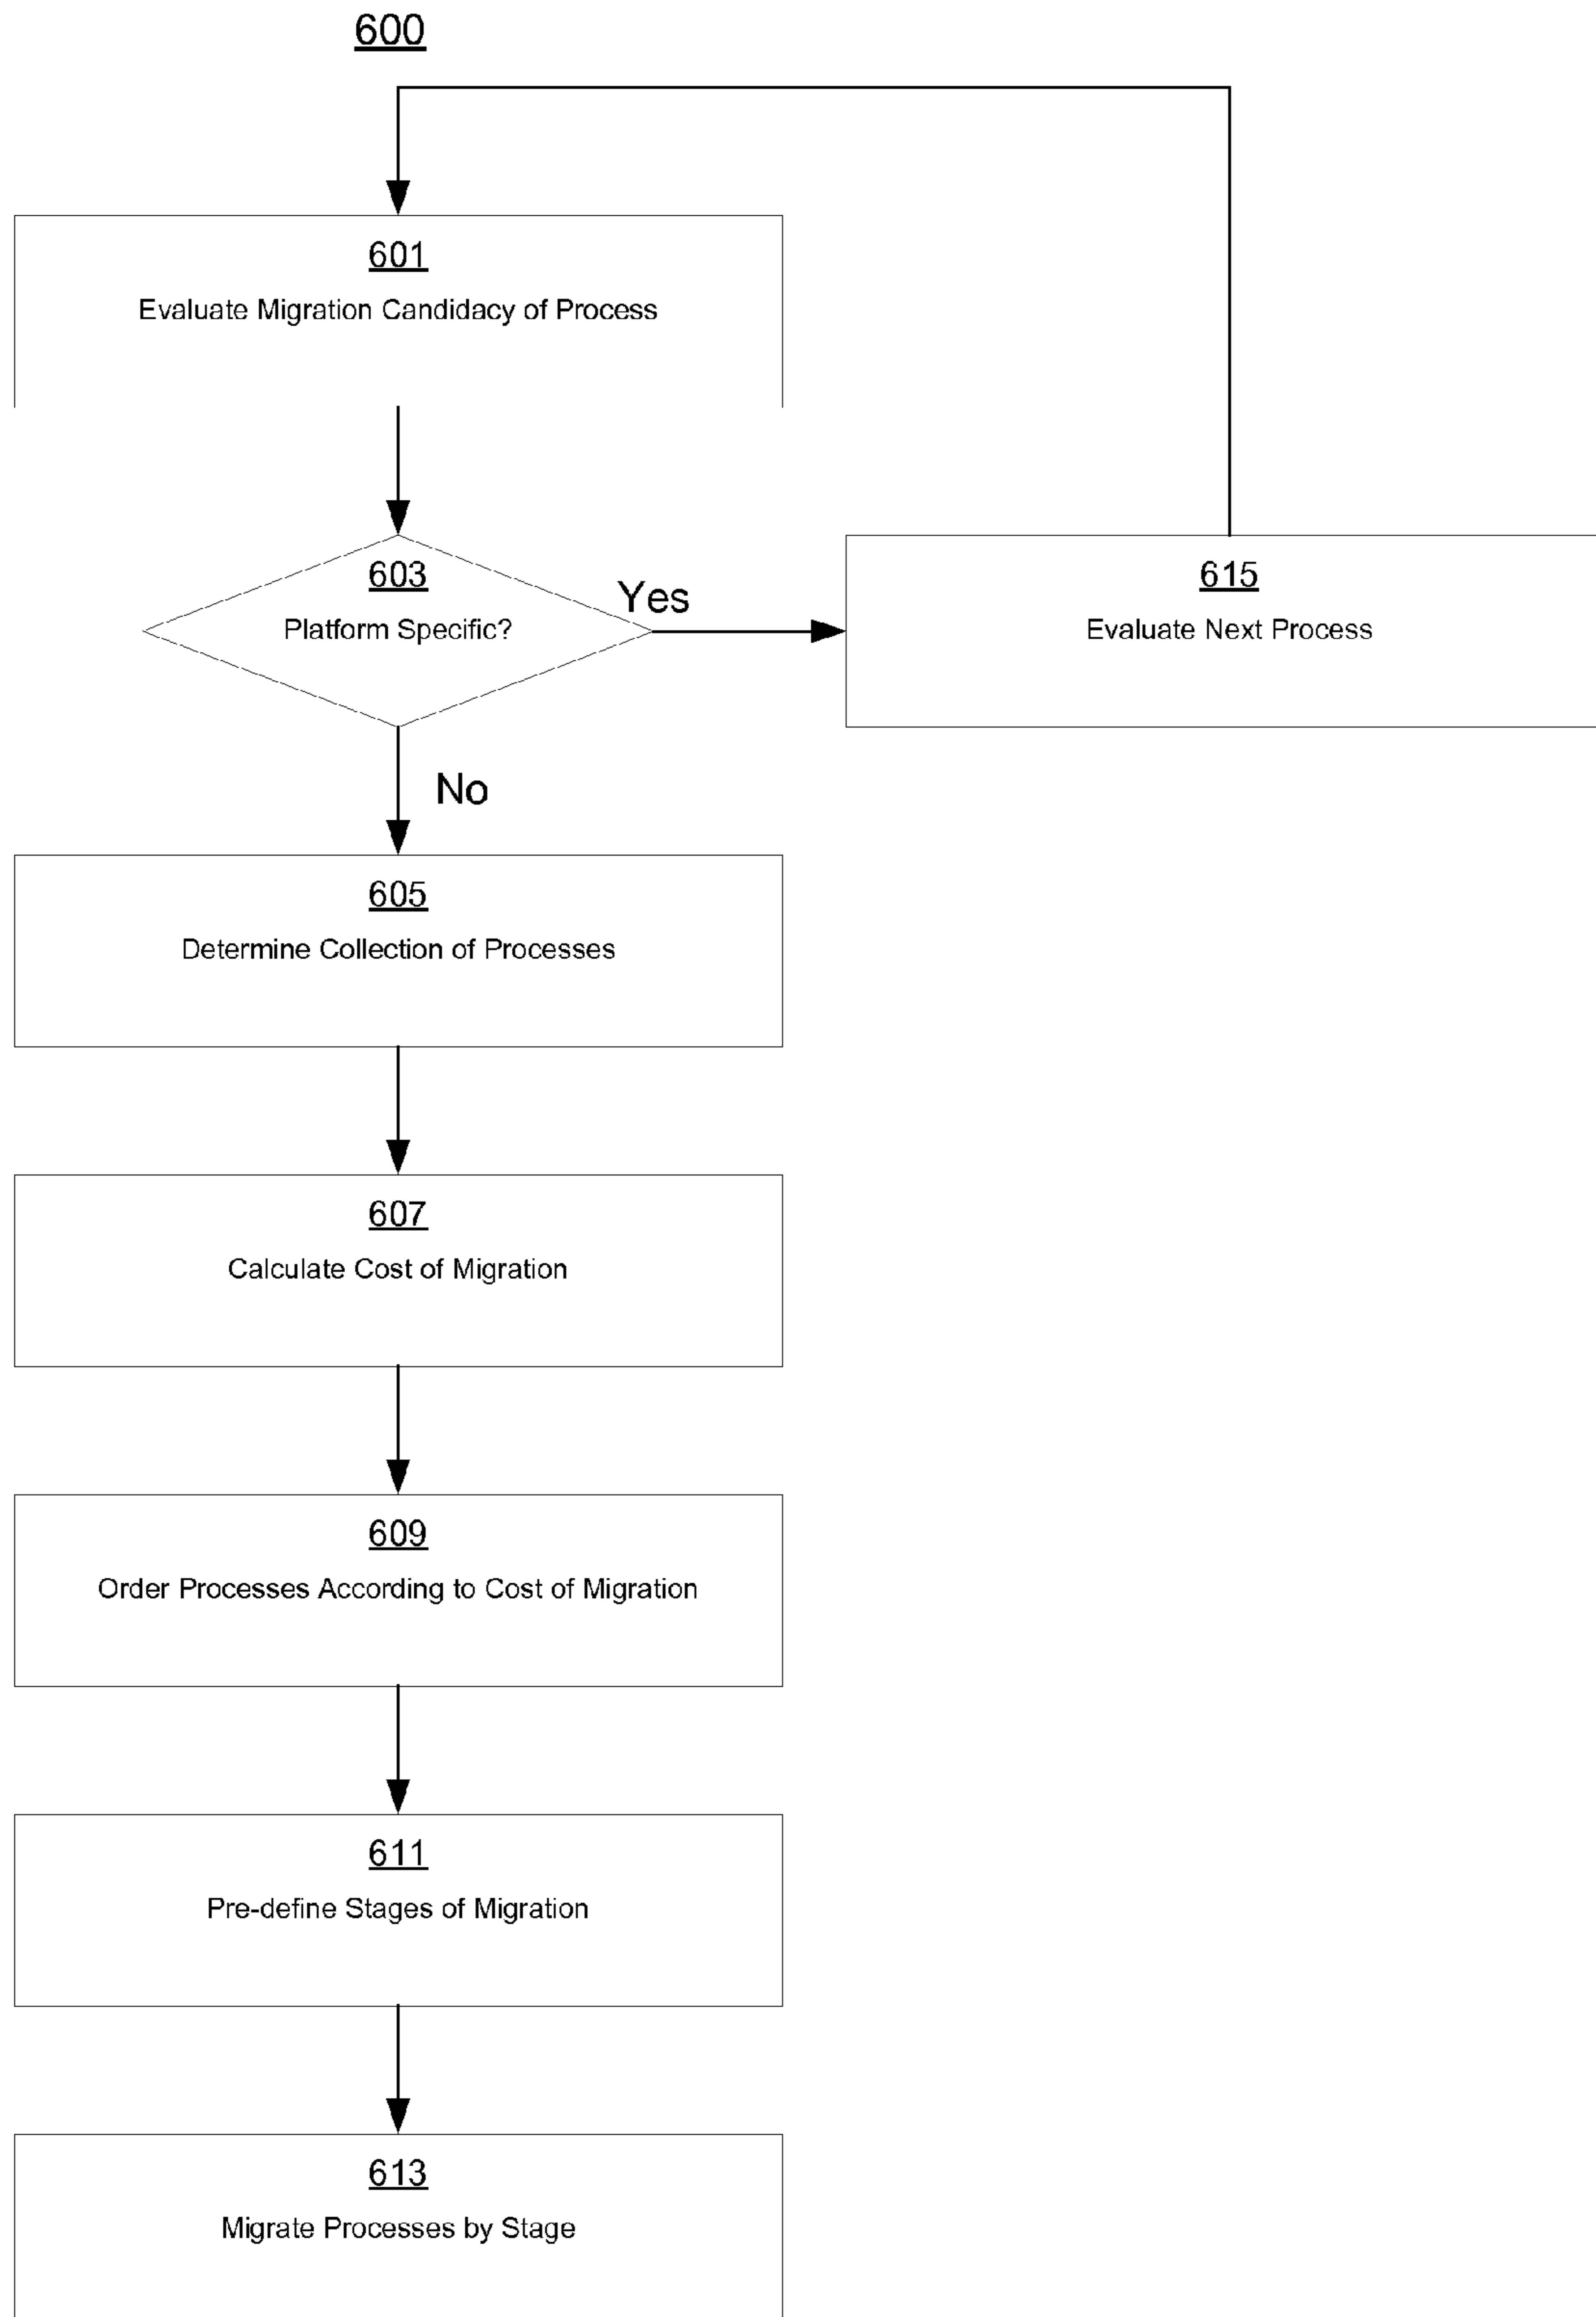 600
601
Evaluate Migration Candidacy of Process
603
Platform Specific?
Yes
615
Evaluate Next Process
No
605
Determine Collection of Processes
607
Calculate Cost of Migration
609
Order Processes According to Cost of Migration
611
Pre-define Stages of Migration
613
Migrate Processes by Stage